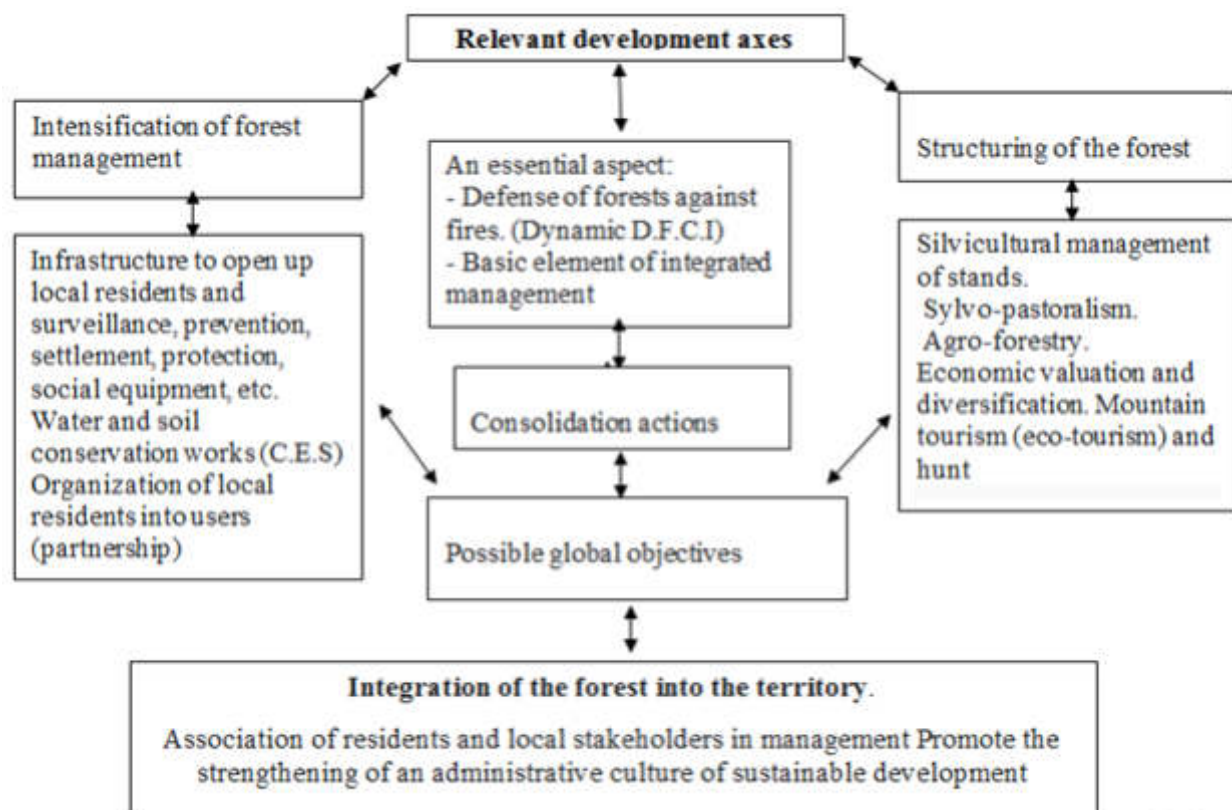 Relevant development axes
Intensification of forest
management
An essential aspect:
- Defense of forests against
fires. (Dynamic D.F.C.I)
- Basic element of integrated
management
Structuring of the forest
Infrastructure to open up
local residents and
surveillance, prevention,
settlement, protection,
social equipment, etc.
Water and soil
conservation works (C.E.S)
Organization of local
residents into users
(partnership)
Consolidation actions
Silvicultural management
of stands.
Sylvo-pastoralism.
Agro-forestry.
Economic valuation and
diversification. Mountain
tourism (eco-tourism) and
hunt
Possible global objectives
Integration of the forest into the territory.
Association of residents and local stakeholders in management Promote the
strengthening of an administrative culture of sustainable development